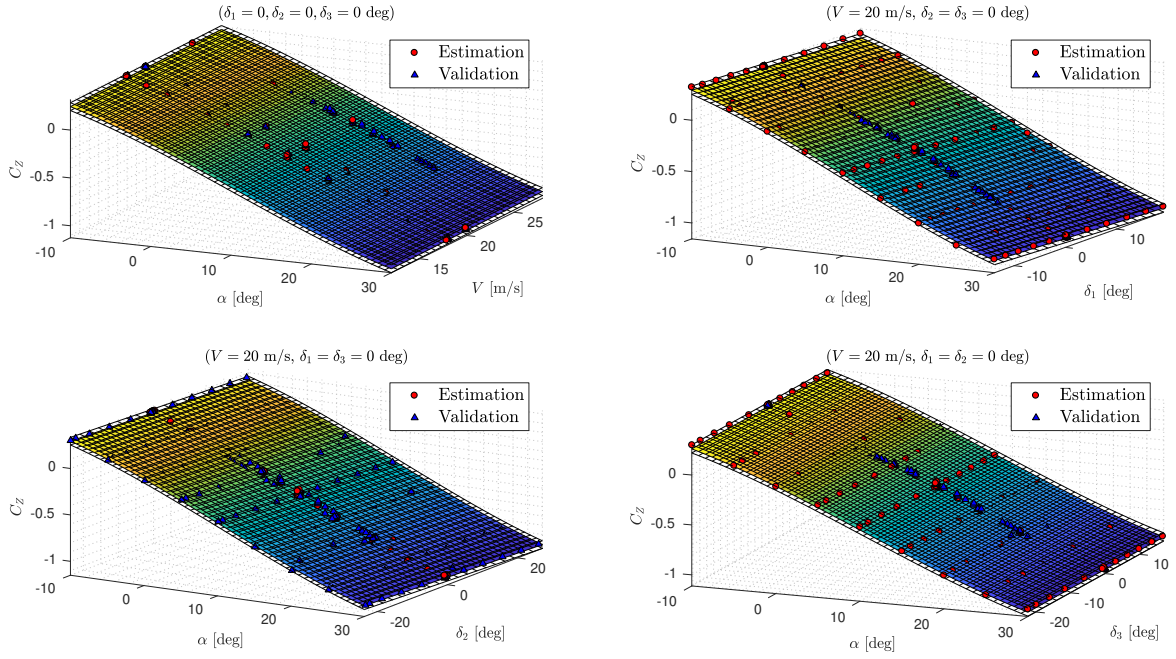 (δ₁ = 0, δ₂ = 0, δ₃ = 0 deg)
Estimation
Validation
0
-0.5
-1
C_Z
-10
0
10
20
30
α [deg]
15
20
25
V [m/s]
(V = 20 m/s, δ₂ = δ₃ = 0 deg)
Estimation
Validation
0
-0.5
-1
C_Z
-10
0
10
20
30
α [deg]
-10
0
10
δ₁ [deg]
(V = 20 m/s, δ₁ = δ₃ = 0 deg)
Estimation
Validation
0
-0.5
-1
C_Z
-10
0
10
20
30
α [deg]
-20
0
20
δ₂ [deg]
(V = 20 m/s, δ₁ = δ₂ = 0 deg)
Estimation
Validation
0
-0.5
-1
C_Z
-10
0
10
20
30
α [deg]
-20
-10
0
10
δ₃ [deg]